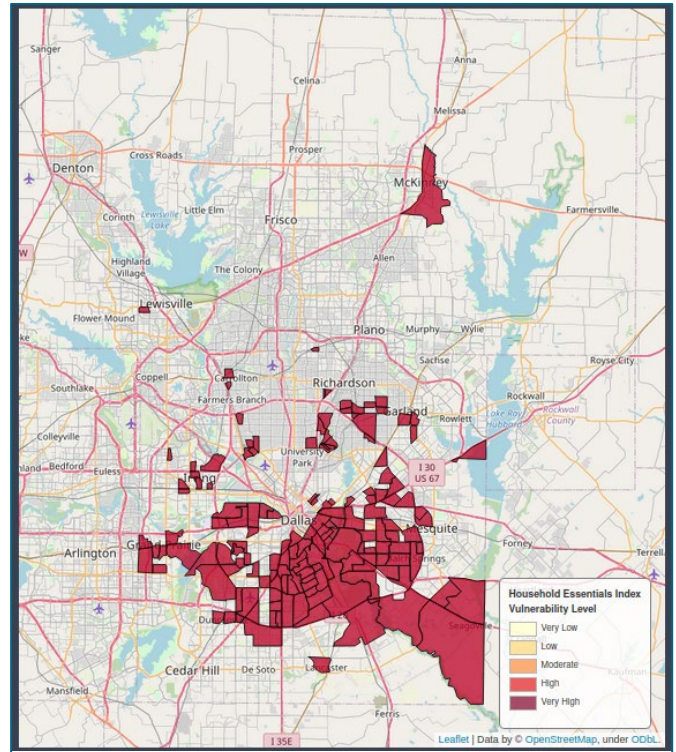 Sanger
Anna
Celina
Melissa
Prosper
Cross Roads
Denton
McKinney
Little Elm
Corinth
Lewisville
Lake
Frisco
Farmersville
Highland
Village
The Colony
Allen
Lewisville
Flower Mound
Plano
Murphy
Wylie
Sachse
Royse City
Coppell
Carrollton
Richardson
Southlake
Farmers Branch
Garland
Rowlett
Rockwall
Lake Ray
Hubbard
Rockwall
County
Colleyville
University
Park
Bedford
Euless
Irving
I 30
US 67
Dallas
Mesquite
Arlington
Grand Prairie
Forney
Terrell
Springs
Household Essentials Index
Vulnerability Level
Very Low
Low
Moderate
High
Very High
Seagoville
Kaufman
Cedar Hill
De Soto
Lancaster
Mansfield
Ferris
I 35E
Leaflet | Data by © OpenStreetMap, under ODbL.